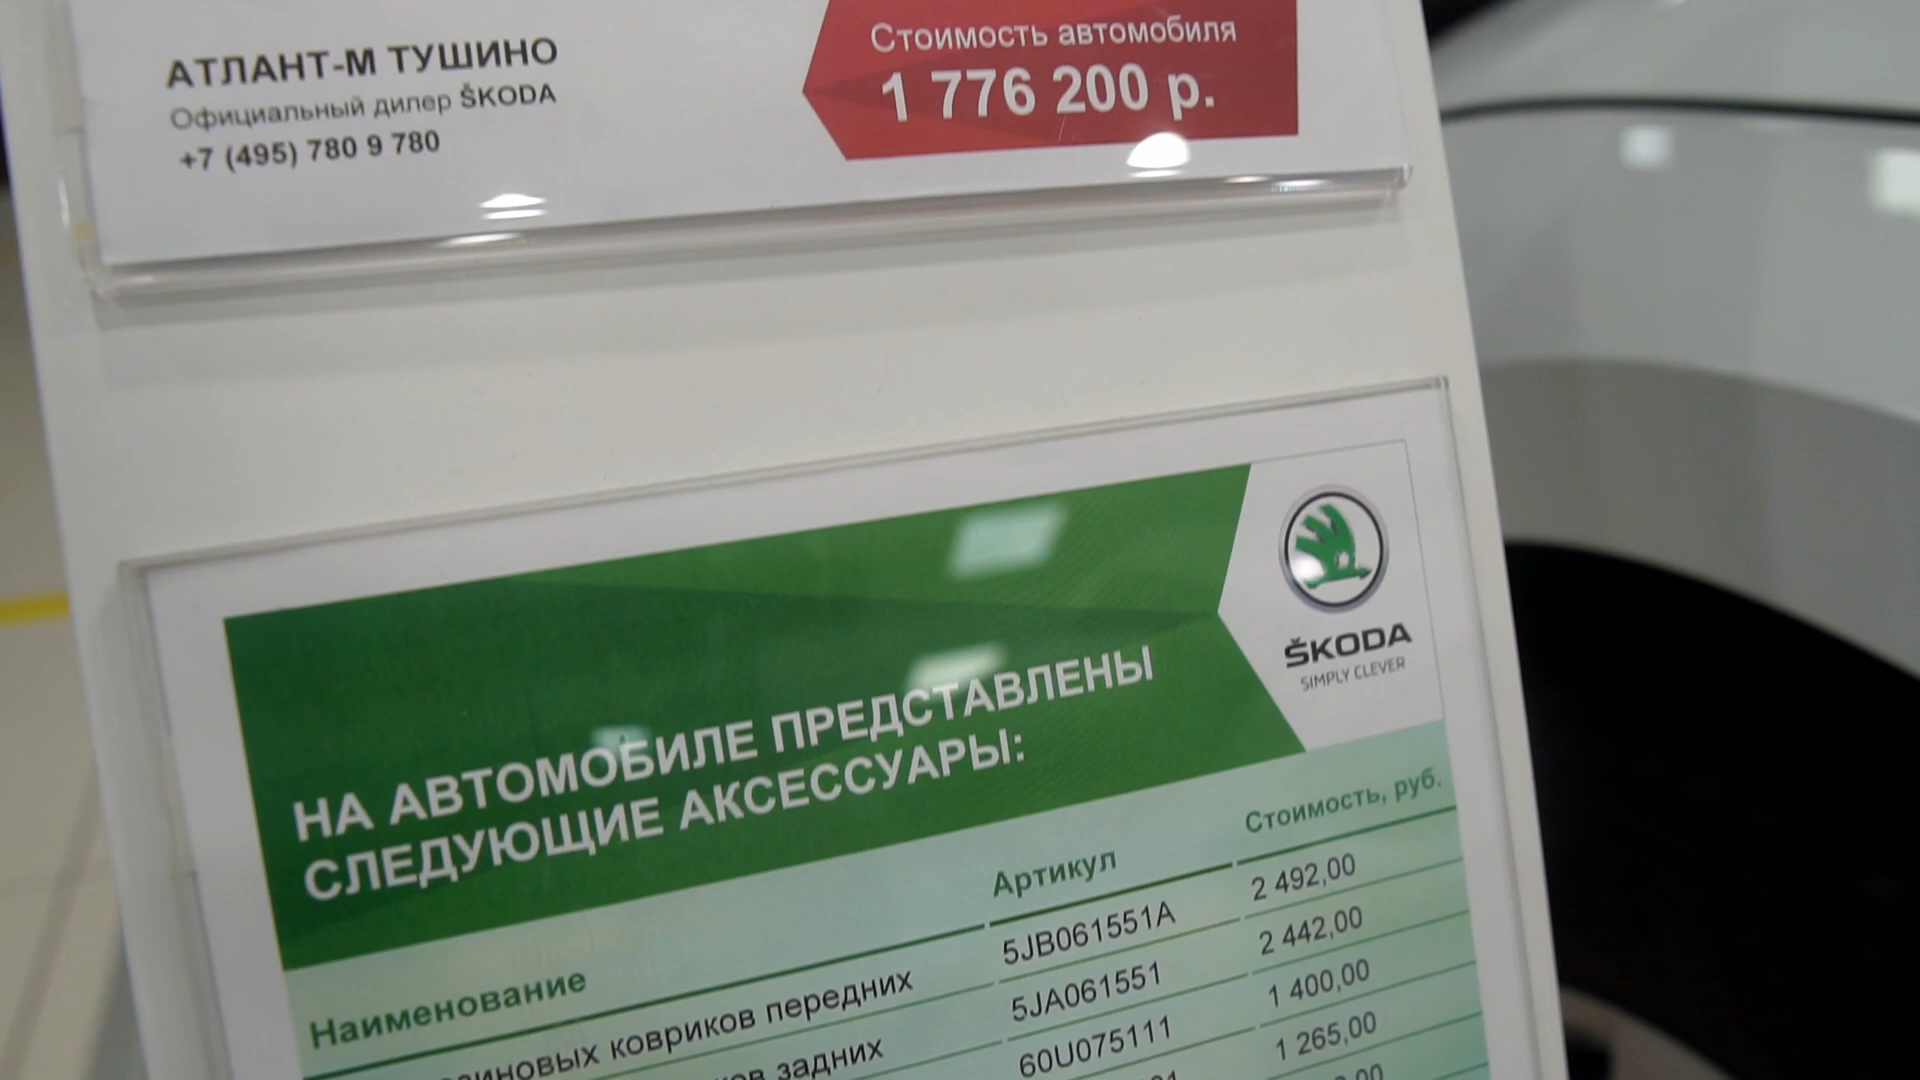 АТЛАНТ-М ТУШИНО
Официальный дилер ŠKODA
+7 (495) 780 9 780
Стоимость автомобиля
1 776 200 р.
ŠKODA
SIMPLY CLEVER
НА АВТОМОБИЛЕ ПРЕДСТАВЛЕНЫ
СЛЕДУЮЩИЕ АКСЕССУАРЫ:
Наименование Артикул Стоимость, руб.
ковриков передних 5JB061551A 2 492,00
задних 5JA061551 2 442,00
60U075111 1 400,00
1 265,00